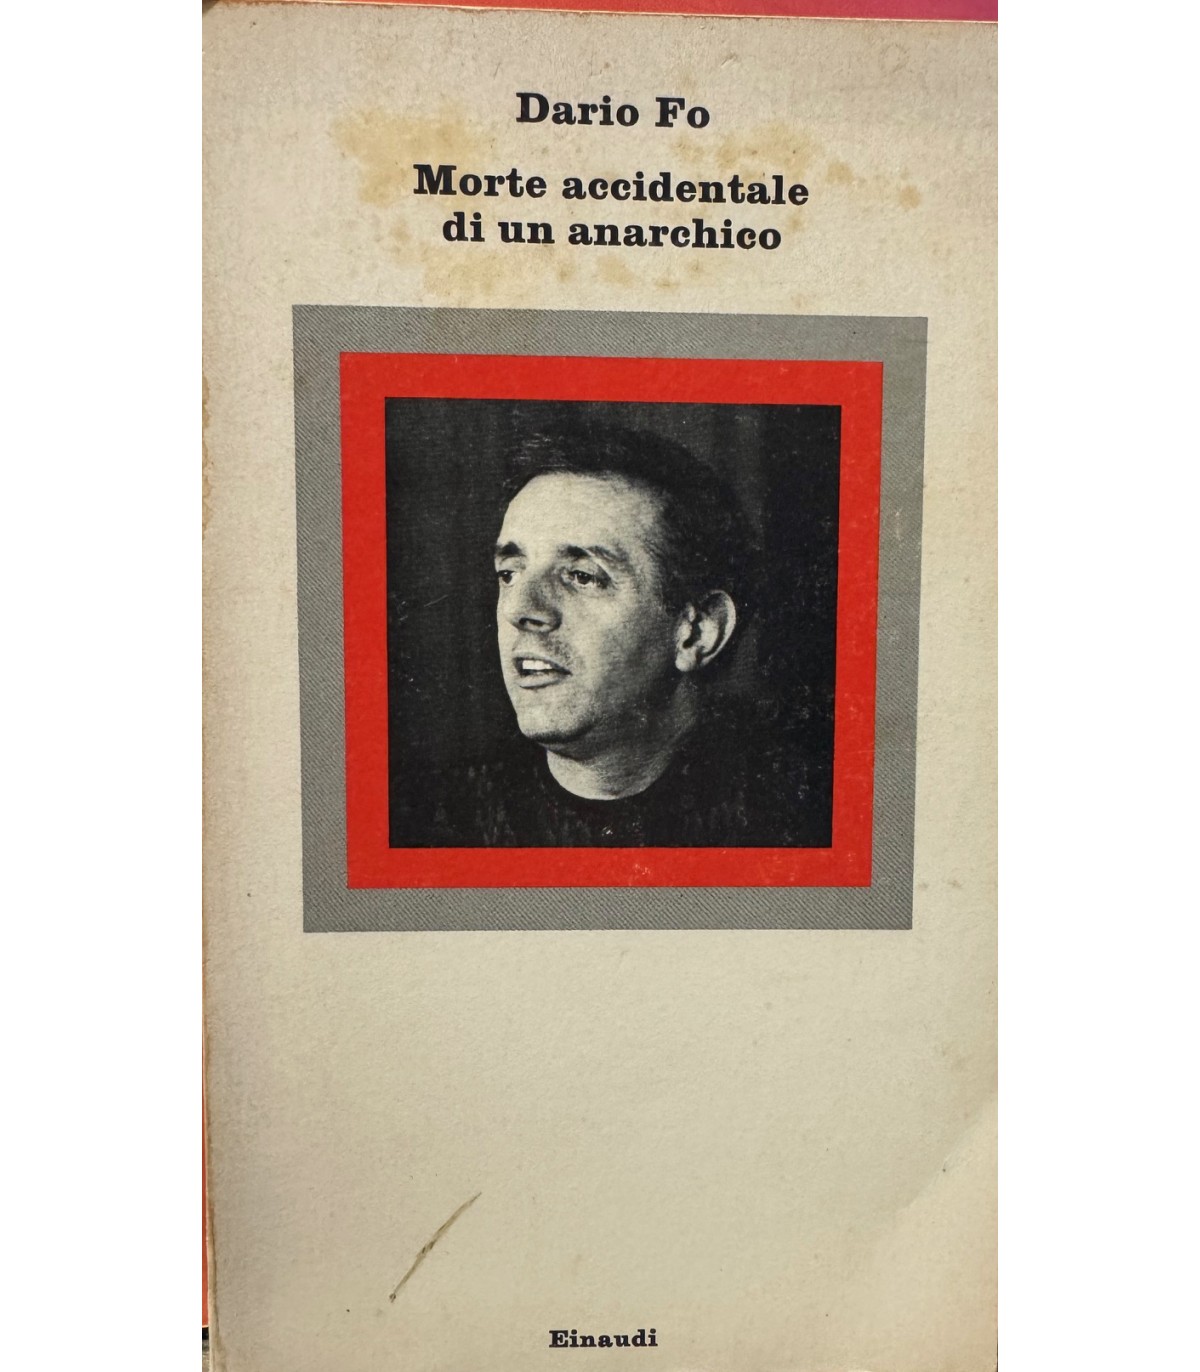 Dario Fo
Morte accidentale
di un anarchico
Einaudi